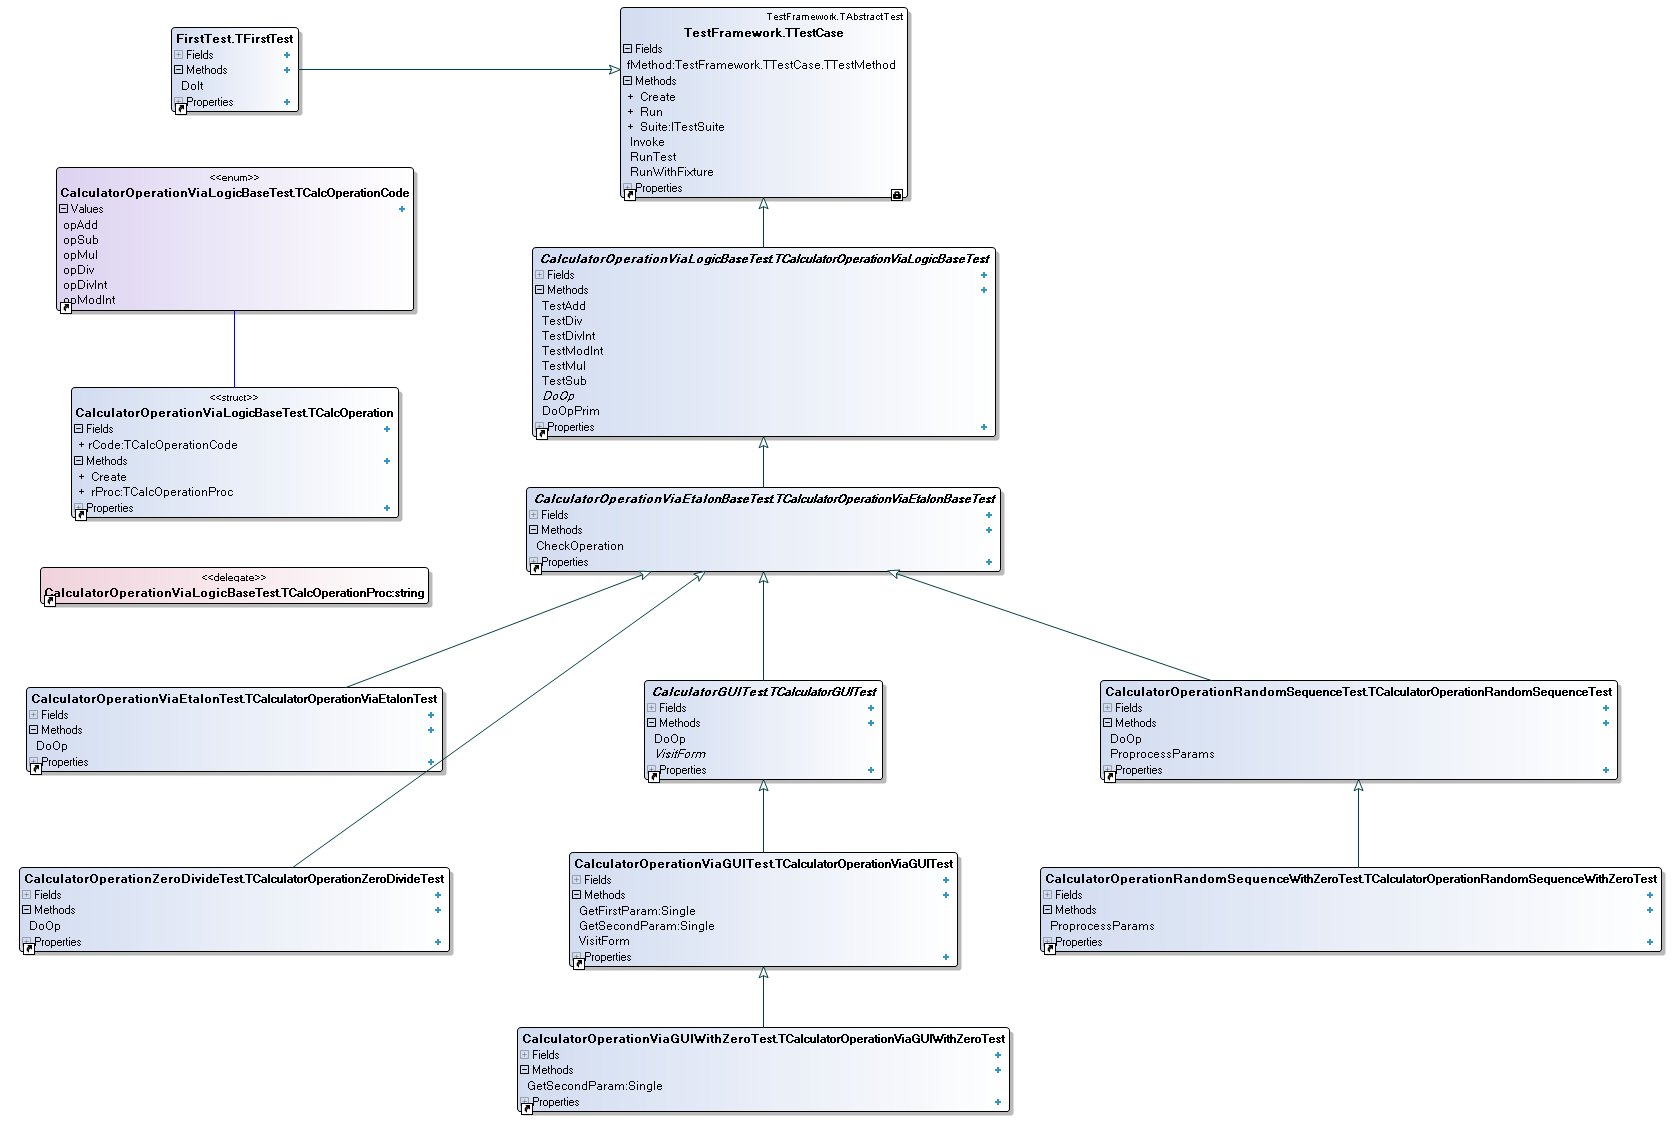 FirstTest.TFirstTest
Fields
Methods
DoIt
Properties
TestFramework.TAbstractTest
TestFramework.TTestCase
Fields
fMethod:TestFramework.TTestCase.TTestMethod
Methods
+ Create
+ Run
+ Suite:ITestSuite
Invoke
RunTest
RunWithFixture
Properties
<<enum>>
CalculatorOperationViaLogicBaseTest.TCalcOperationCode
Values
opAdd
opSub
opMul
opDiv
opDivInt
opModInt
CalculatorOperationViaLogicBaseTest.TCalculatorOperationViaLogicBaseTest
Fields
Methods
TestAdd
TestDiv
TestDivInt
TestModInt
TestMul
TestSub
DoOp
DoOpPrim
Properties
<<struct>>
CalculatorOperationViaLogicBaseTest.TCalcOperation
Fields
+ rCode:TCalcOperationCode
Methods
+ Create
+ rProc:TCalcOperationProc
Properties
CalculatorOperationViaEtalonBaseTest.TCalculatorOperationViaEtalonBaseTest
Fields
Methods
CheckOperation
Properties
<<delegate>>
CalculatorOperationViaLogicBaseTest.TCalcOperationProc:string
CalculatorOperationViaEtalonTest.TCalculatorOperationViaEtalonTest
Fields
Methods
DoOp
Properties
CalculatorGUITest.TCalculatorGUITest
Fields
Methods
DoOp
VisitForm
Properties
CalculatorOperationRandomSequenceTest.TCalculatorOperationRandomSequenceTest
Fields
Methods
DoOp
ProprocessParams
Properties
CalculatorOperationZeroDivideTest.TCalculatorOperationZeroDivideTest
Fields
Methods
DoOp
Properties
CalculatorOperationViaGUITest.TCalculatorOperationViaGUITest
Fields
Methods
GetFirstParam:Single
GetSecondParam:Single
VisitForm
Properties
CalculatorOperationRandomSequenceWithZeroTest.TCalculatorOperationRandomSequenceWithZeroTest
Fields
Methods
ProprocessParams
Properties
CalculatorOperationViaGUIWithZeroTest.TCalculatorOperationViaGUIWithZeroTest
Fields
Methods
GetSecondParam:Single
Properties